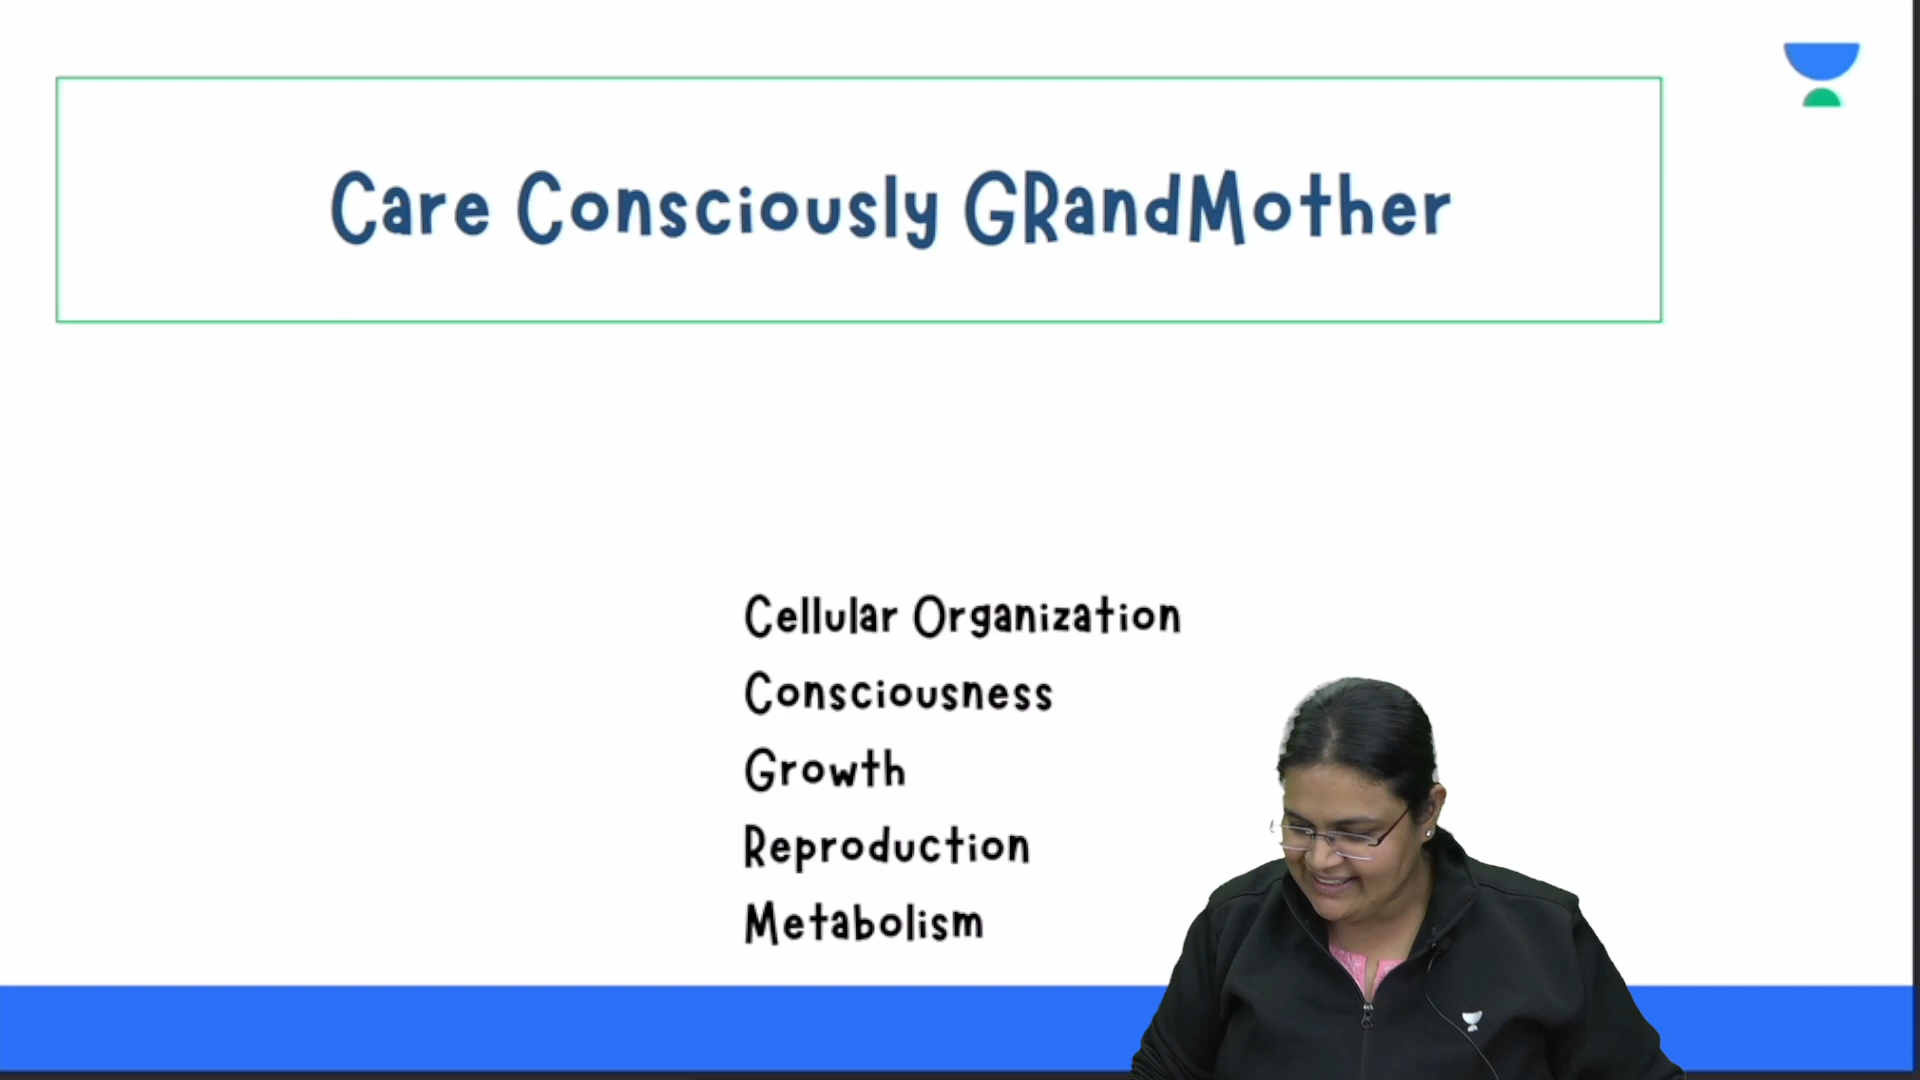 Care Consciously GRandMother
Cellular Organization
Consciousness
Growth
Reproduction
Metabolism